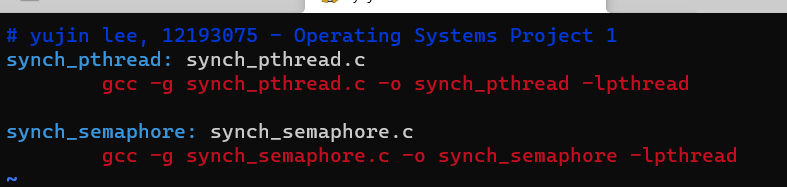 # yujin lee, 12193075 - Operating Systems Project 1
synch_pthread: synch_pthread.c
gcc -g synch_pthread.c -o synch_pthread -lpthread
synch_semaphore: synch_semaphore.c
gcc -g synch_semaphore.c -o synch_semaphore -lpthread
~